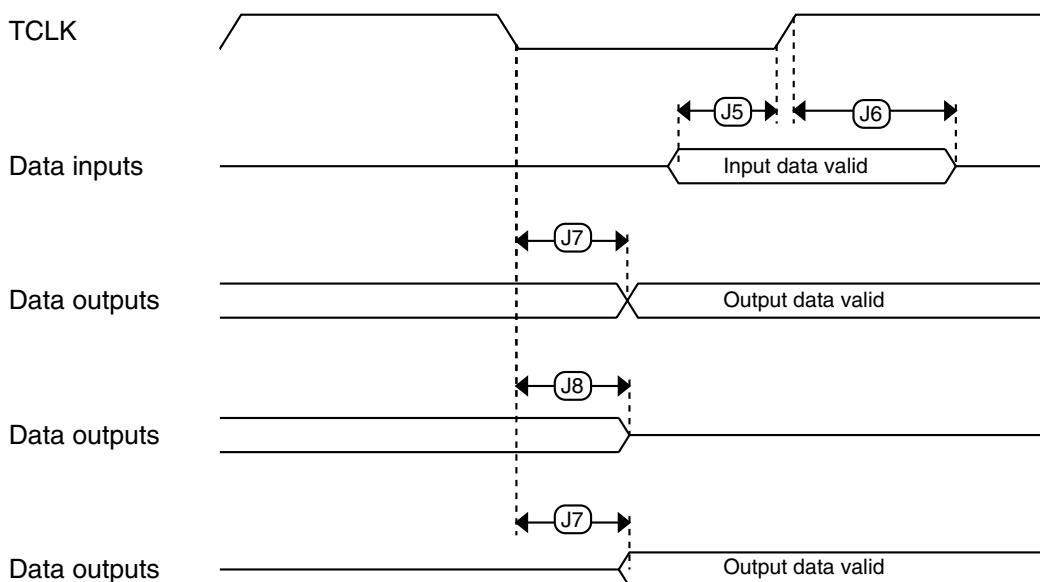 TCLK
J5
J6
Data inputs
Input data valid
J7
Data outputs
Output data valid
J8
Data outputs
J7
Data outputs
Output data valid